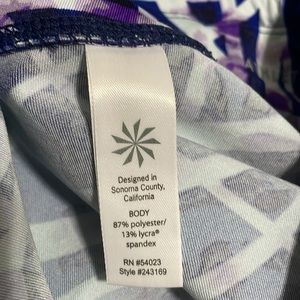 Designed in
Sonoma County,
California
BODY
87% polyester/
13% lycra®
spandex
RN #54023
Style #243169